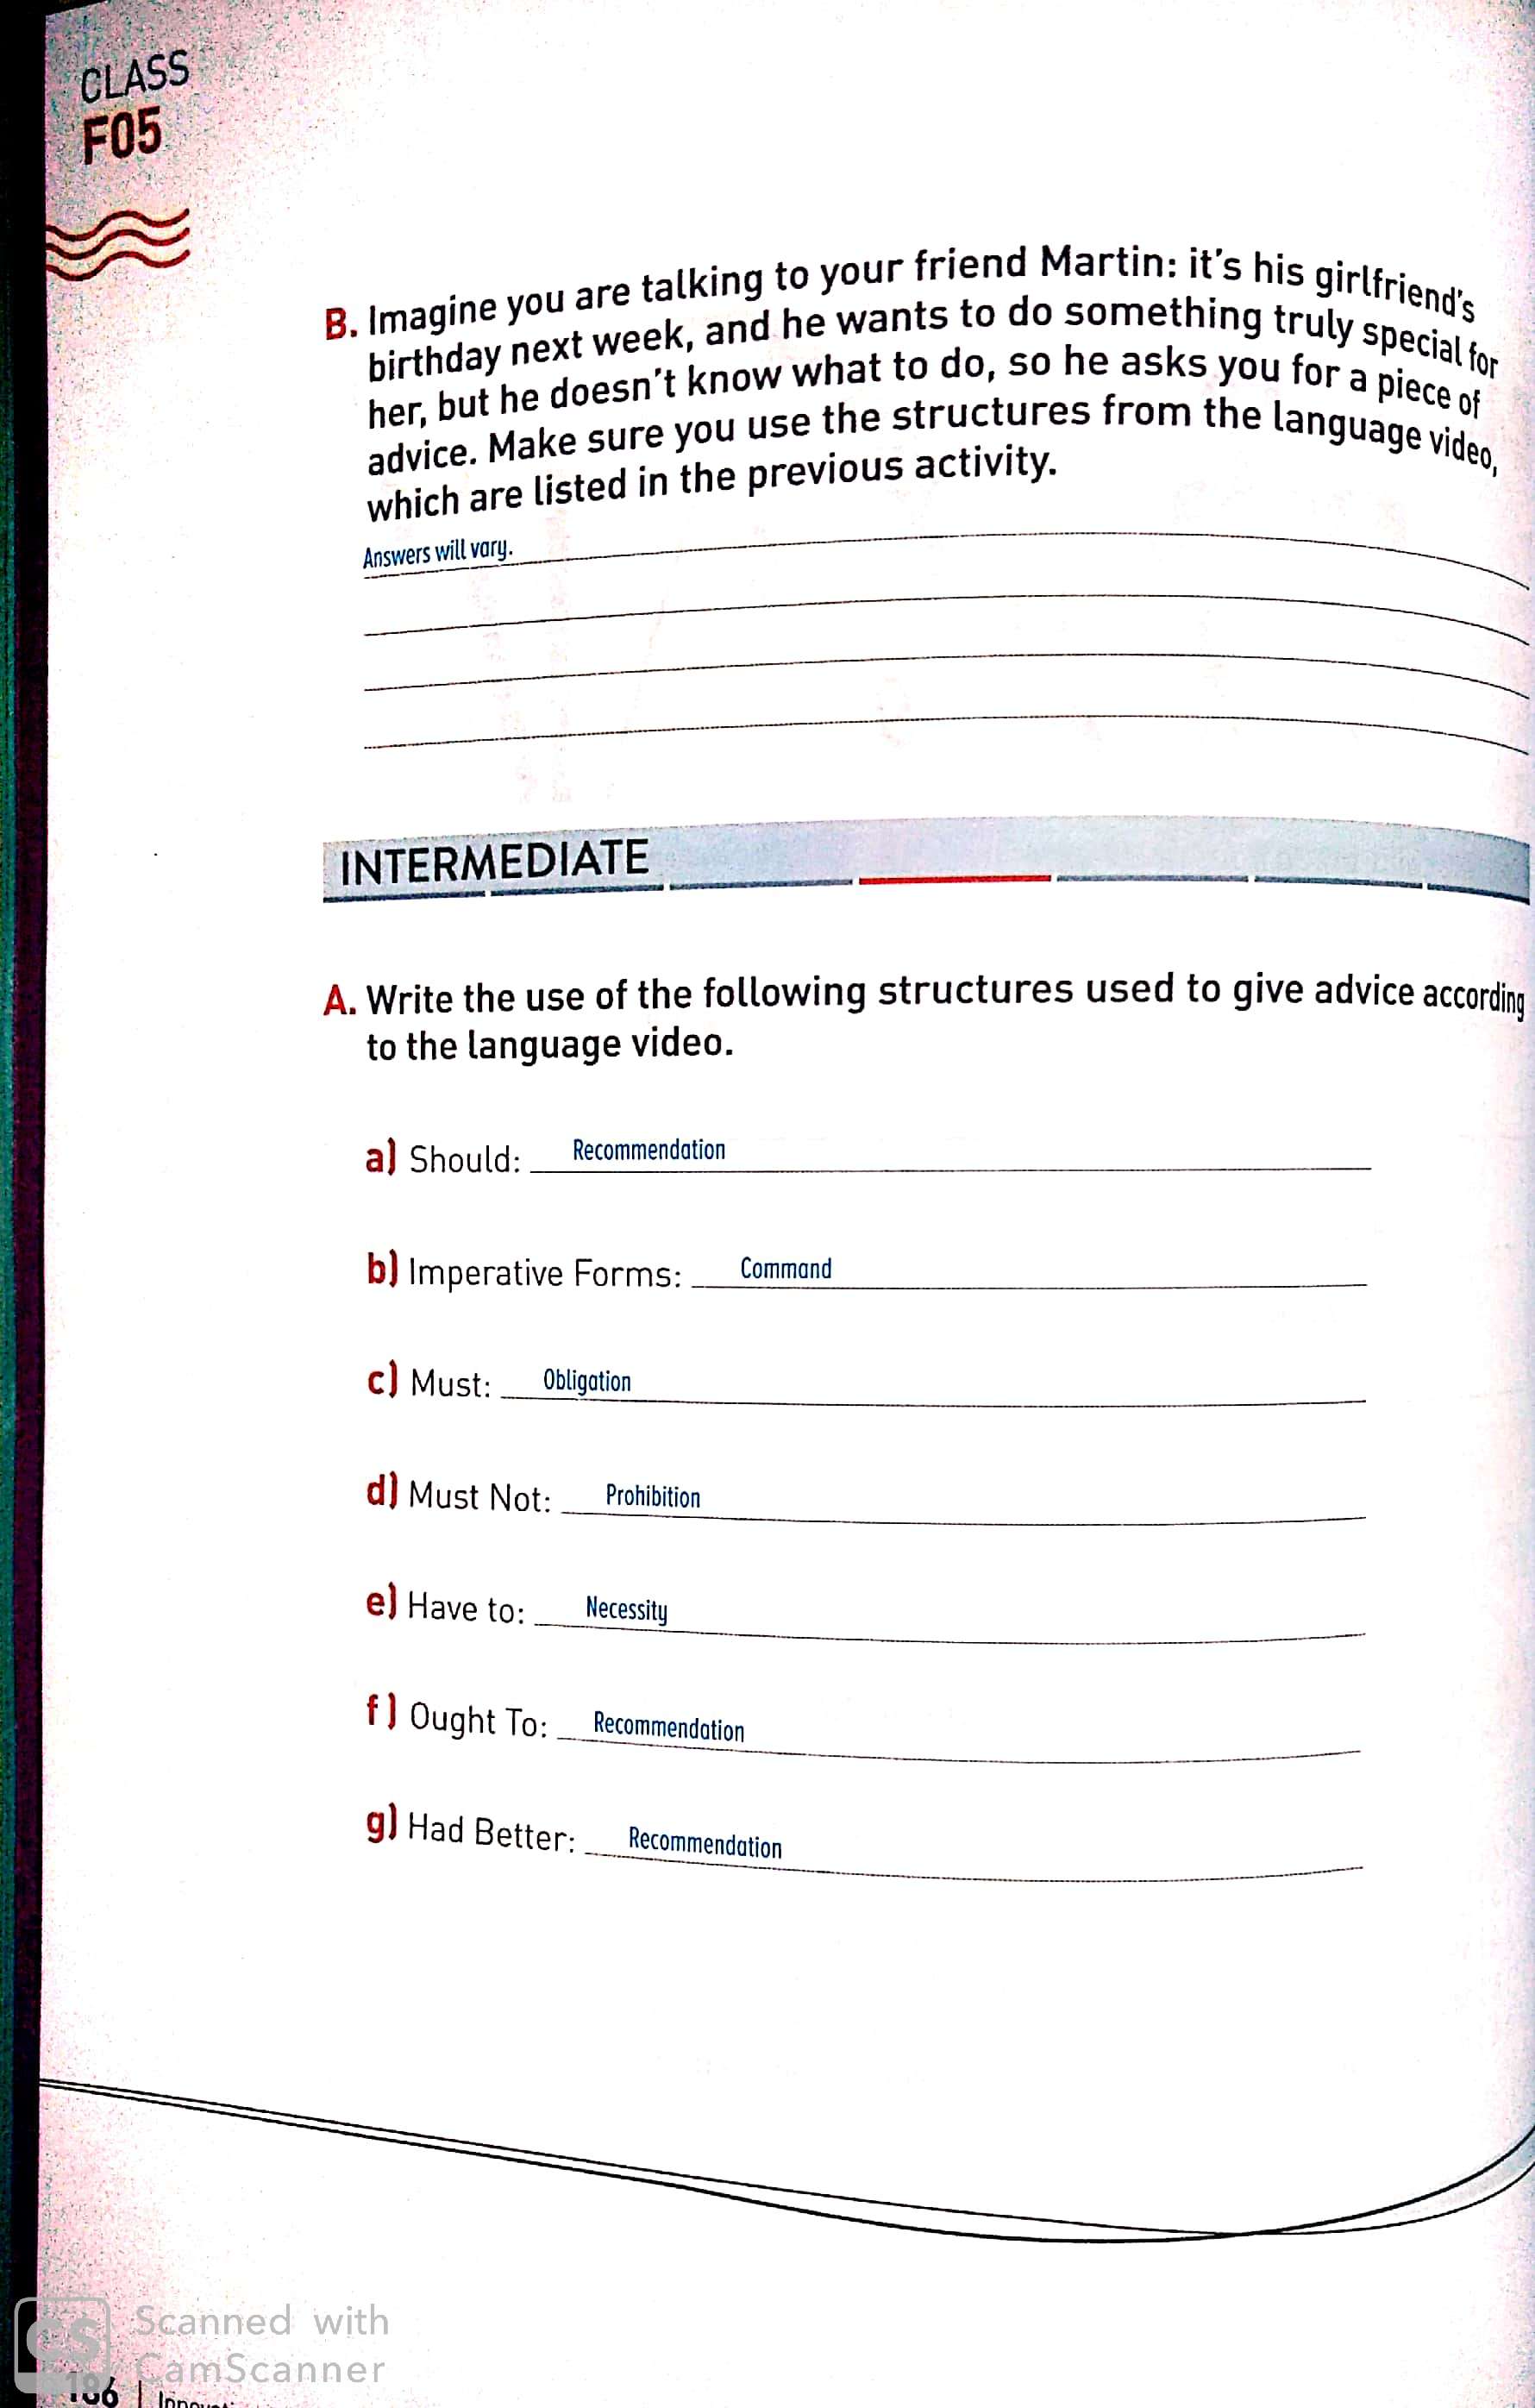 CLASS
F05
B. Imagine you are talking to your friend Martin: it's his girlfriend's
birthday next week, and he wants to do something truly special for
her, but he doesn't know what to do, so he asks you for a piece of
advice. Make sure you use the structures from the language video,
which are listed in the previous activity.
Answers will vary.
INTERMEDIATE
A. Write the use of the following structures used to give advice according
to the language video.
a) Should: Recommendation
b) Imperative Forms: Command
c) Must: Obligation
d) Must Not: Prohibition
e) Have to: Necessity
f) Ought To: Recommendation
g) Had Better: Recommendation
CS Scanned with
CamScanner
186 |